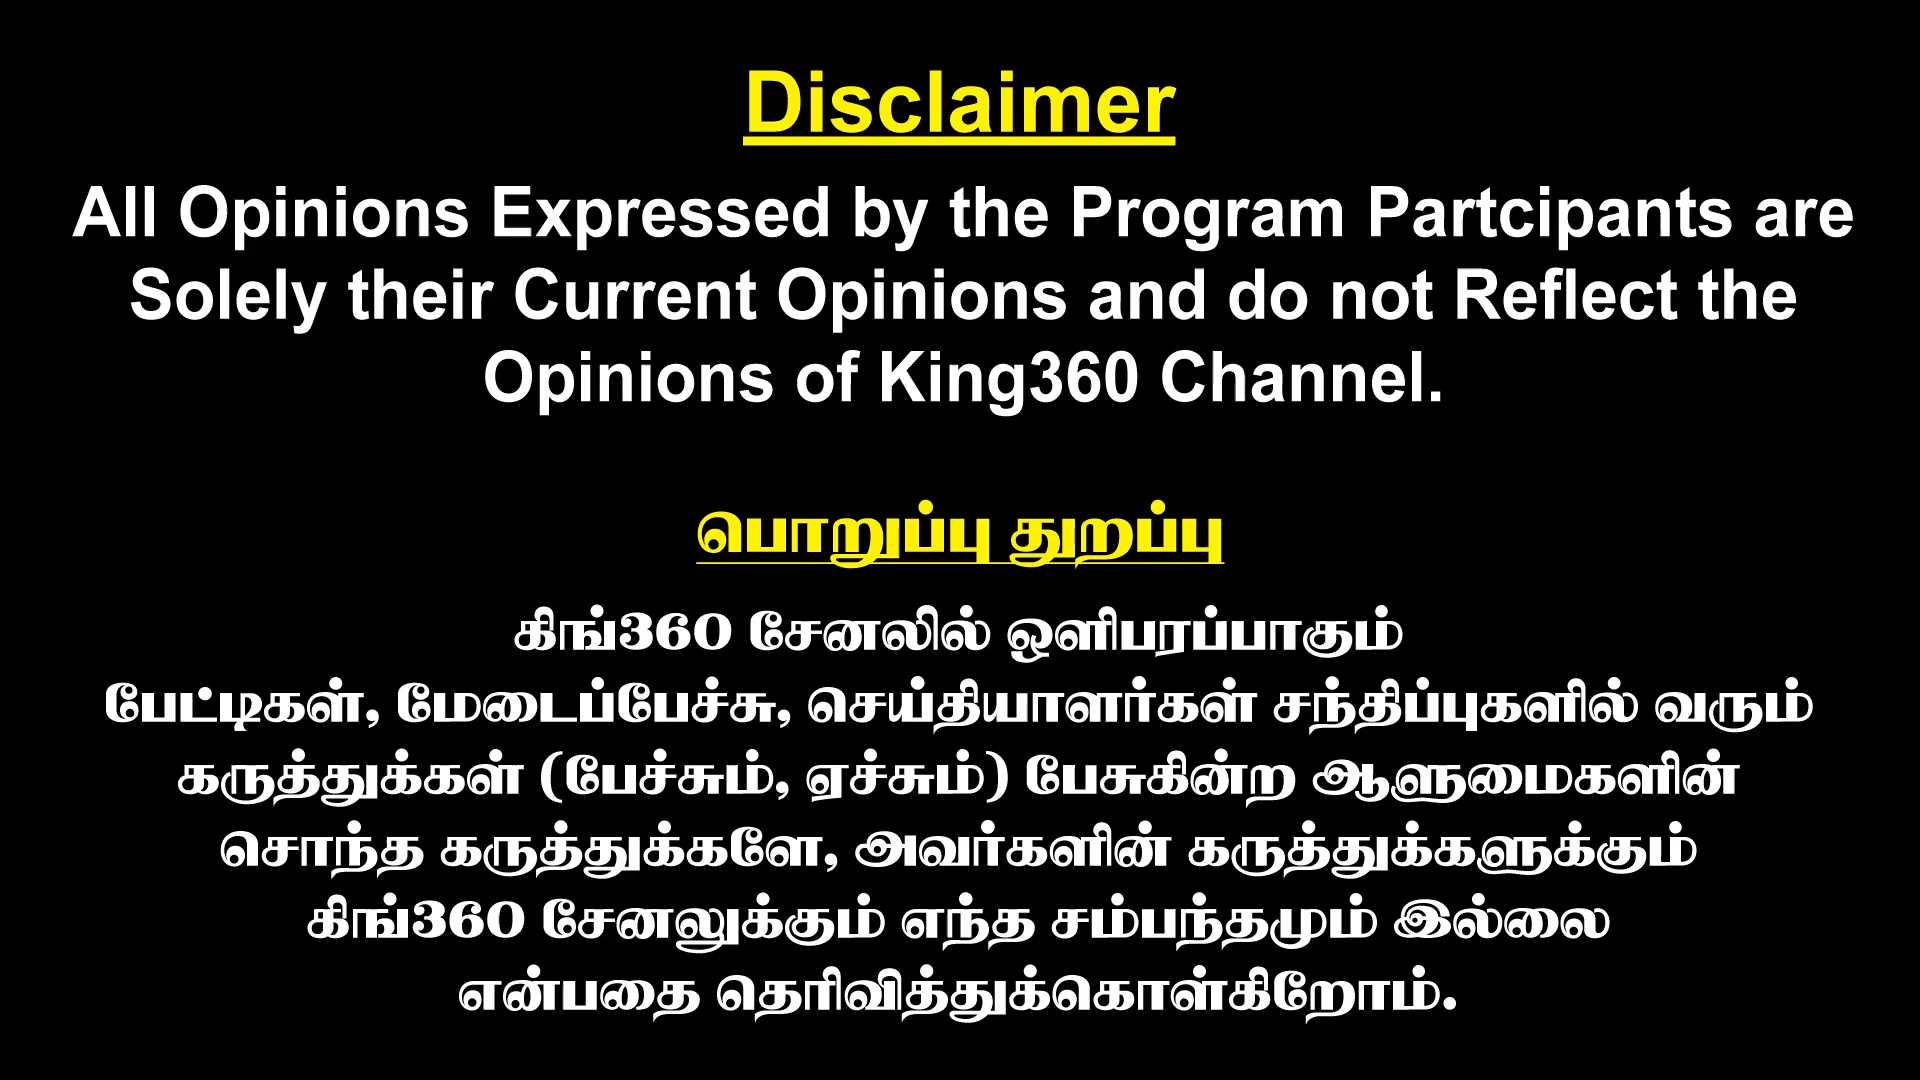 Disclaimer
All Opinions Expressed by the Program Partcipants are
Solely their Current Opinions and do not Reflect the
Opinions of King360 Channel.
பொறுப்பு துறப்பு
கிங்360 சேனலில் ஒளிபரப்பாகும்
பேட்டிகள், மேடைப்பேச்சு, செய்தியாளர்கள் சந்திப்புகளில் வரும்
கருத்துக்கள் (பேச்சும், ஏச்சும்) பேசுகின்ற ஆளுமைகளின்
சொந்த கருத்துக்களே, அவர்களின் கருத்துக்களுக்கும்
கிங்360 சேனலுக்கும் எந்த சம்பந்தமும் இல்லை
என்பதை தெரிவித்துக்கொள்கிறோம்.